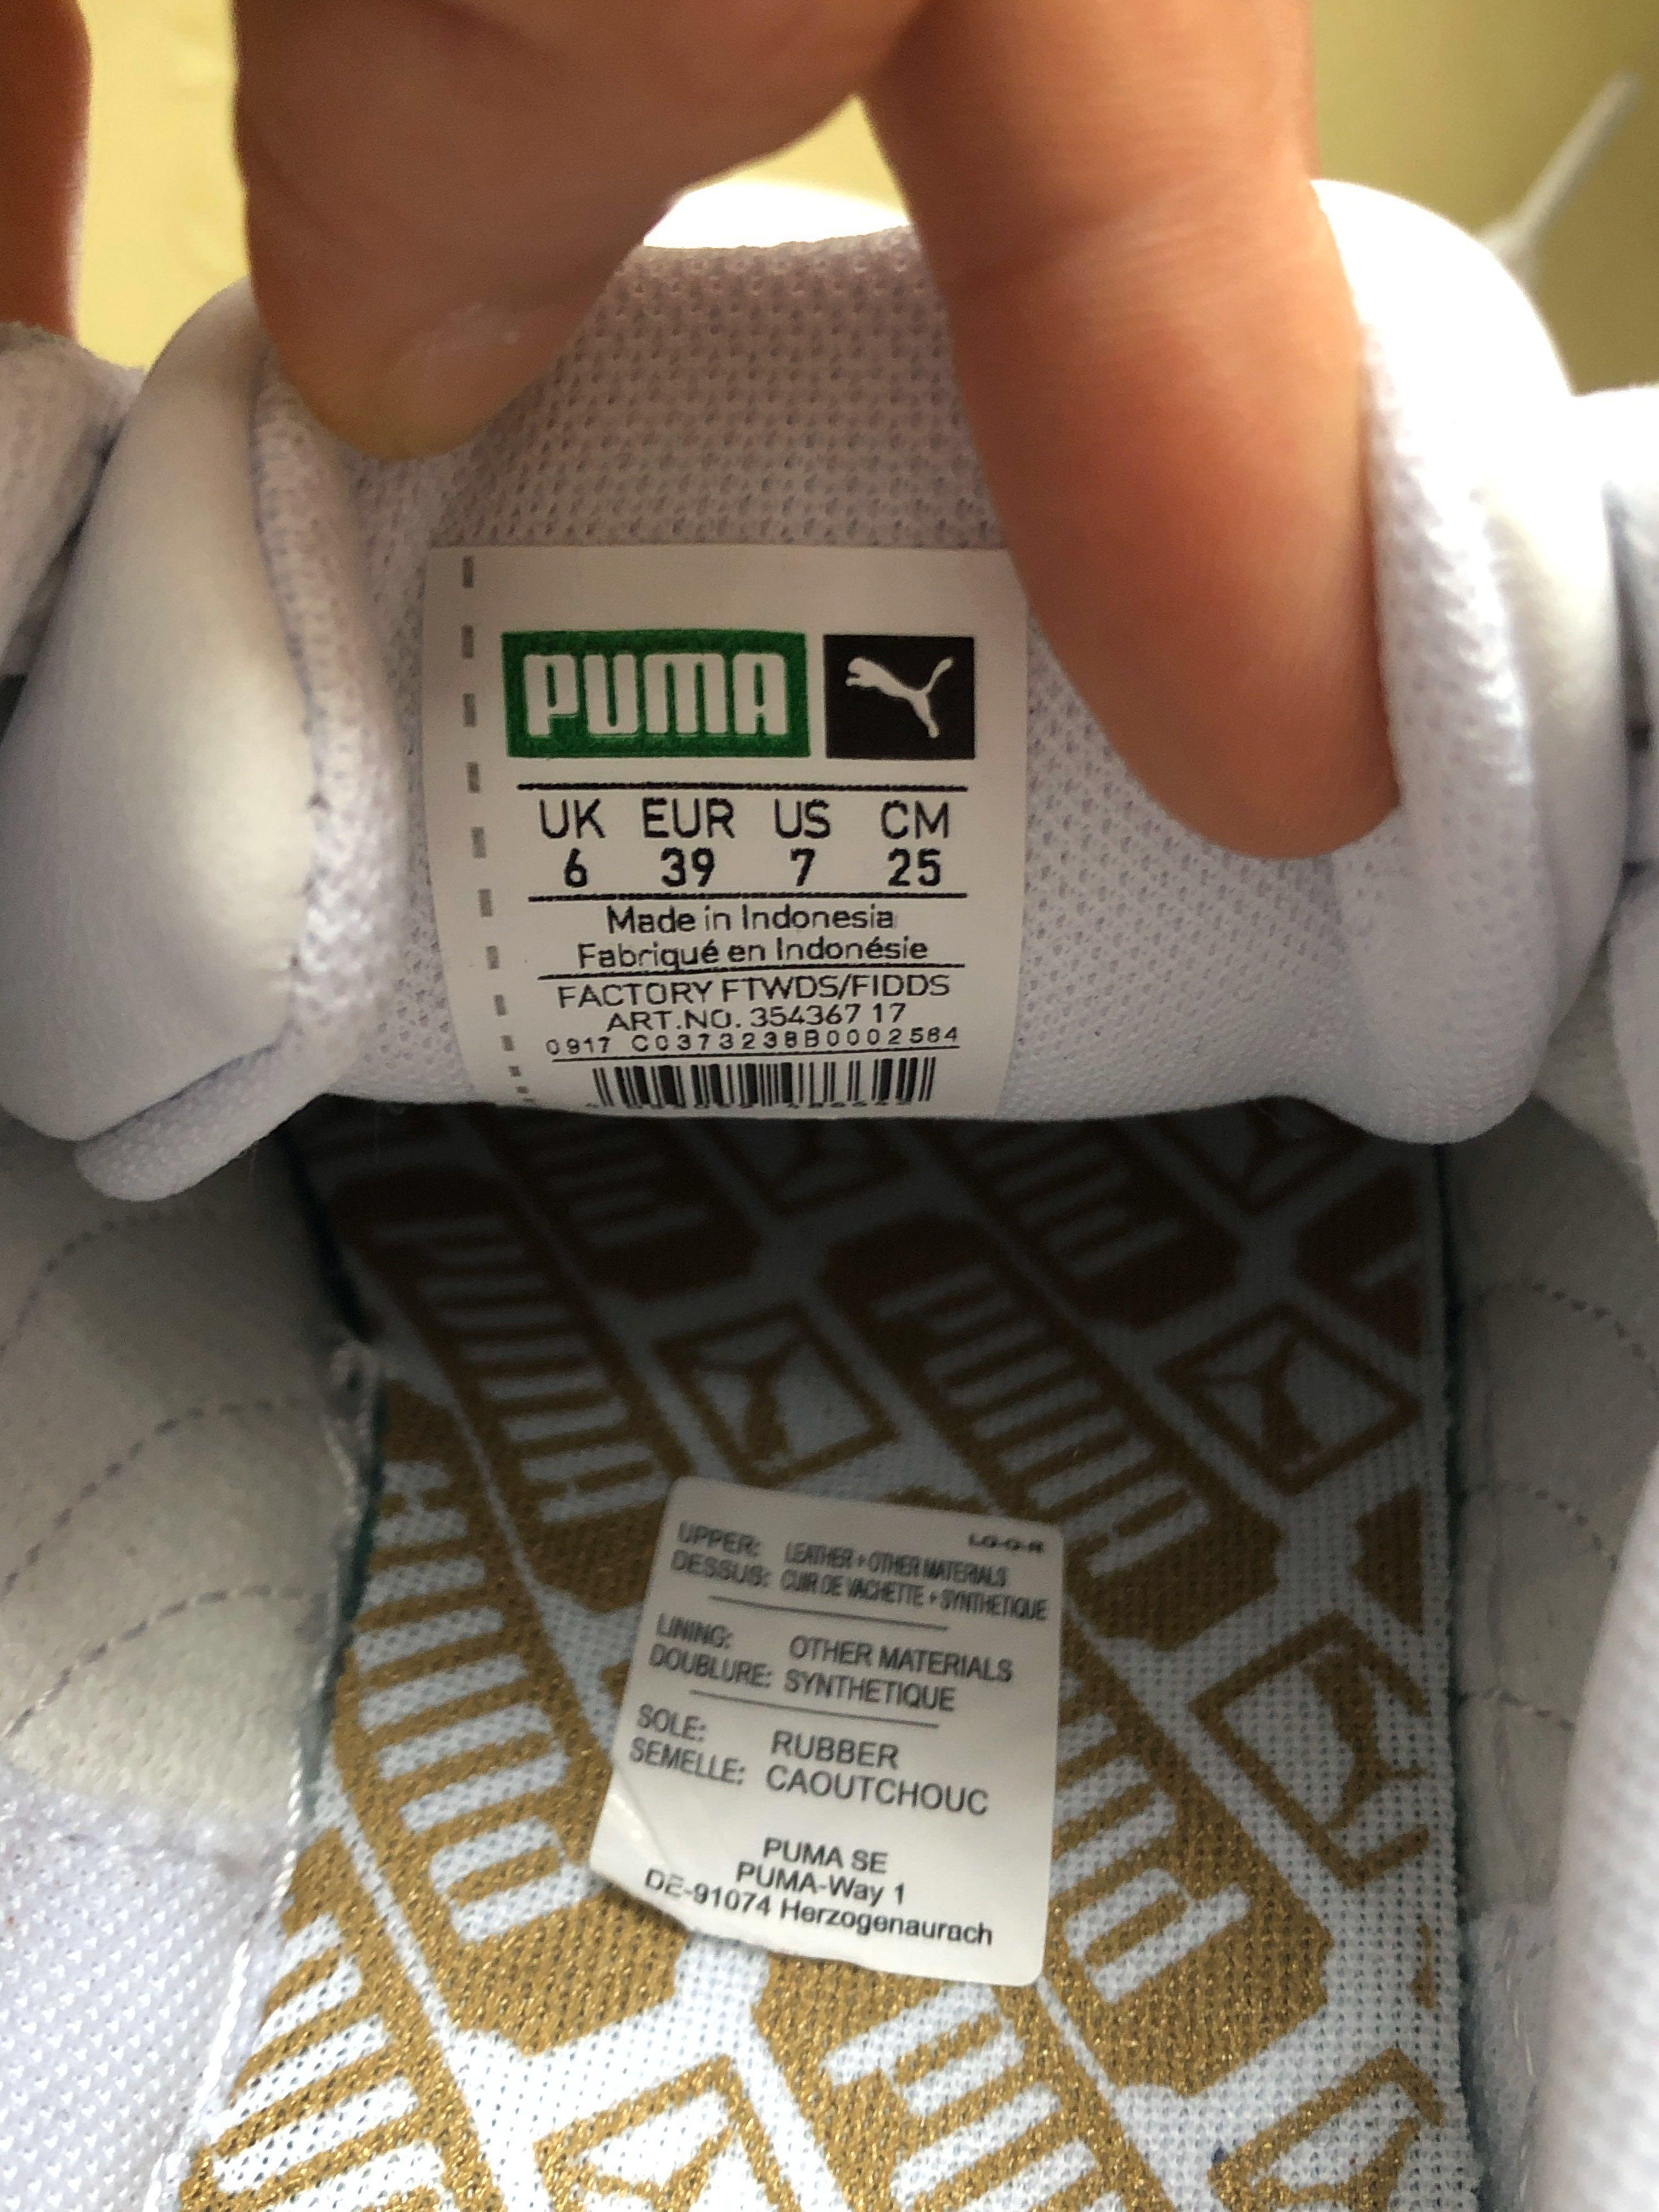 PUMA
UK EUR US CM
6 39 7 25
Made in Indonesia
Fabriqué en Indonésie
FACTORY FTWDS/FIDDS
ART.NO. 354367 17
0917 C0373238B0002564
LG-O-R
UPPER: LEATHER + OTHER MATERIALS
DESSUS: CUIR DE VACHETTE + SYNTHETIQUE
LINING: OTHER MATERIALS
DOUBLURE: SYNTHETIQUE
SOLE: RUBBER
SEMELLE: CAOUTCHOUC
PUMA SE
PUMA-Way 1
DE-91074 Herzogenaurach